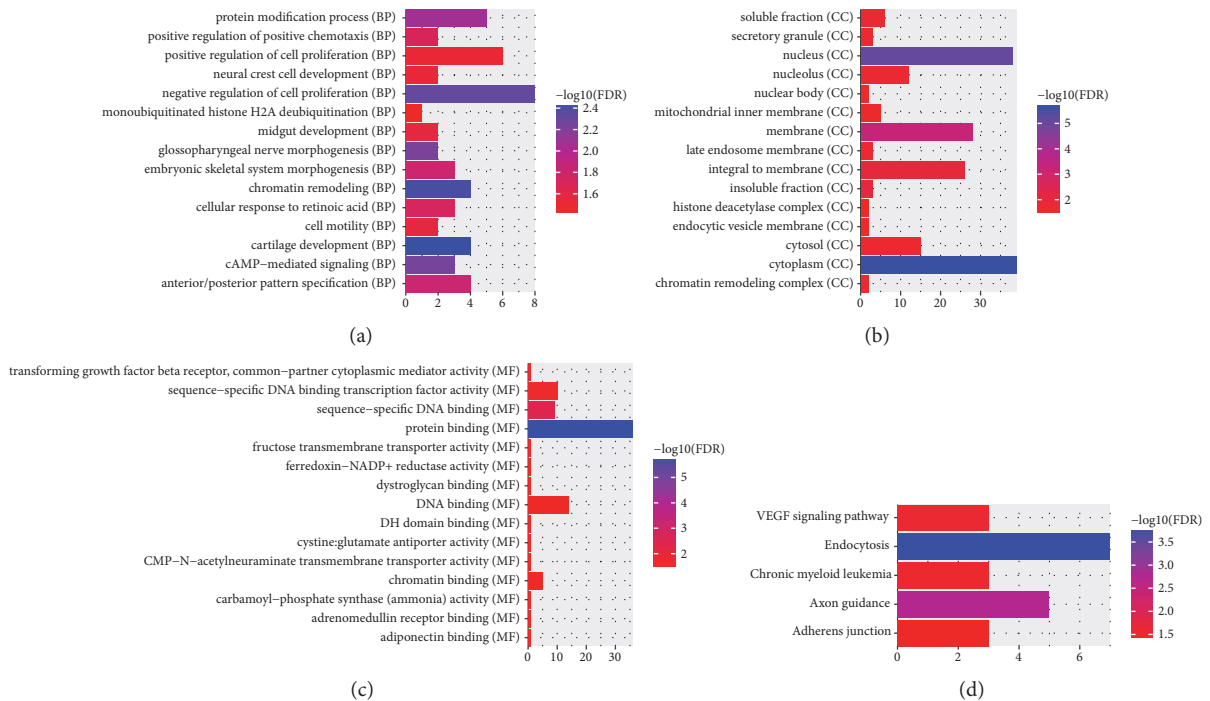 protein modification process (BP)
positive regulation of positive chemotaxis (BP)
positive regulation of cell proliferation (BP)
neural crest cell development (BP)
negative regulation of cell proliferation (BP)
monoubiquitinated histone H2A deubiquitination (BP)
midgut development (BP)
glossopharyngeal nerve morphogenesis (BP)
embryonic skeletal system morphogenesis (BP)
chromatin remodeling (BP)
cellular response to retinoic acid (BP)
cell motility (BP)
cartilage development (BP)
cAMP−mediated signaling (BP)
anterior/posterior pattern specification (BP)
0 2 4 6 8
−log10(FDR)
2.4
2.2
2.0
1.8
1.6
(a)
soluble fraction (CC)
secretory granule (CC)
nucleus (CC)
nucleolus (CC)
nuclear body (CC)
mitochondrial inner membrane (CC)
membrane (CC)
late endosome membrane (CC)
integral to membrane (CC)
insoluble fraction (CC)
histone deacetylase complex (CC)
endocytic vesicle membrane (CC)
cytosol (CC)
cytoplasm (CC)
chromatin remodeling complex (CC)
0 10 20 30
−log10(FDR)
5
4
3
2
(b)
transforming growth factor beta receptor, common−partner cytoplasmic mediator activity (MF)
sequence−specific DNA binding transcription factor activity (MF)
sequence−specific DNA binding (MF)
protein binding (MF)
fructose transmembrane transporter activity (MF)
ferredoxin−NADP+ reductase activity (MF)
dystroglycan binding (MF)
DNA binding (MF)
DH domain binding (MF)
cystine:glutamate antiporter activity (MF)
CMP−N−acetylneuraminate transmembrane transporter activity (MF)
chromatin binding (MF)
carbamoyl−phosphate synthase (ammonia) activity (MF)
adrenomedullin receptor binding (MF)
adiponectin binding (MF)
0 10 20 30
−log10(FDR)
5
4
3
2
(c)
VEGF signaling pathway
Endocytosis
Chronic myeloid leukemia
Axon guidance
Adherens junction
0 2 4 6
−log10(FDR)
3.5
3.0
2.5
2.0
1.5
(d)